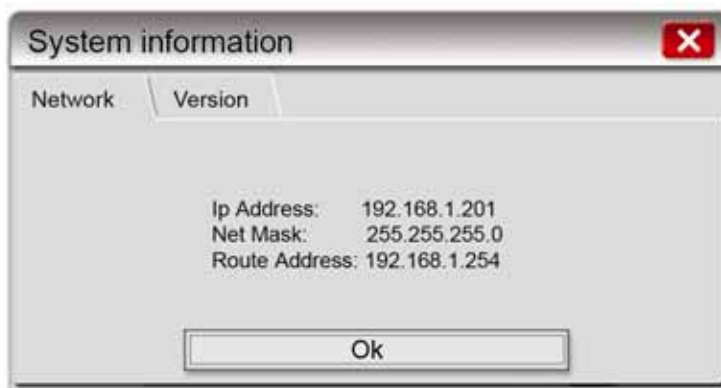 System information
Network Version
Ip Address: 192.168.1.201
Net Mask: 255.255.255.0
Route Address: 192.168.1.254
Ok